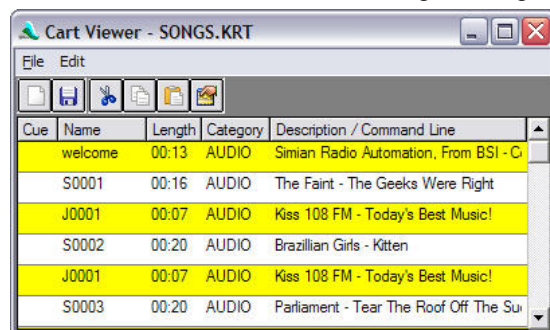 Cart Viewer - SONGS.KRT
File Edit
Cue Name Length Category Description / Command Line
welcome 00:13 AUDIO Simian Radio Automation, From BSI -
S0001 00:16 AUDIO The Faint - The Geeks Were Right
J0001 00:07 AUDIO Kiss 108 FM - Today's Best Music!
S0002 00:20 AUDIO Brazillian Girls - Kitten
J0001 00:07 AUDIO Kiss 108 FM - Today's Best Music!
S0003 00:20 AUDIO Parliament - Tear The Roof Off The